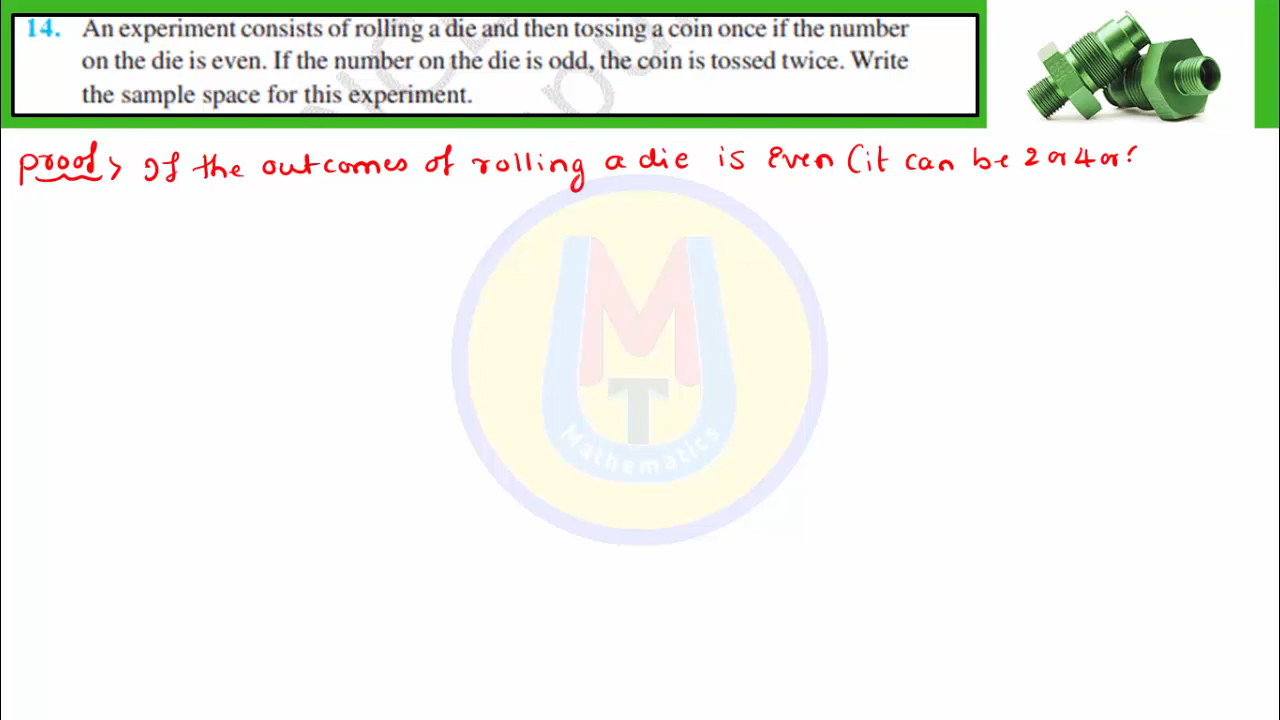 14. An experiment consists of rolling a die and then tossing a coin once if the number
on the die is even. If the number on the die is odd, the coin is tossed twice. Write
the sample space for this experiment.
proof> If the outcomes of rolling a die is Even (it can be 2 or 4 or
M
T
U
Mathematics